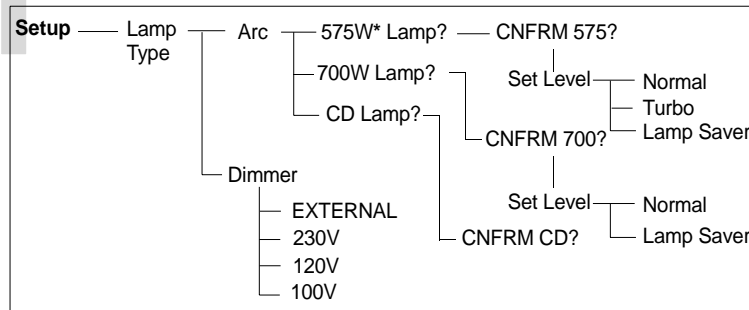 Setup Lamp Type Arc 575W* Lamp? CNFRM 575?
Set Level Normal
Turbo
Lamp Saver
700W Lamp? CNFRM 700?
Set Level Normal
Lamp Saver
CD Lamp? CNFRM CD?
Dimmer
EXTERNAL
230V
120V
100V